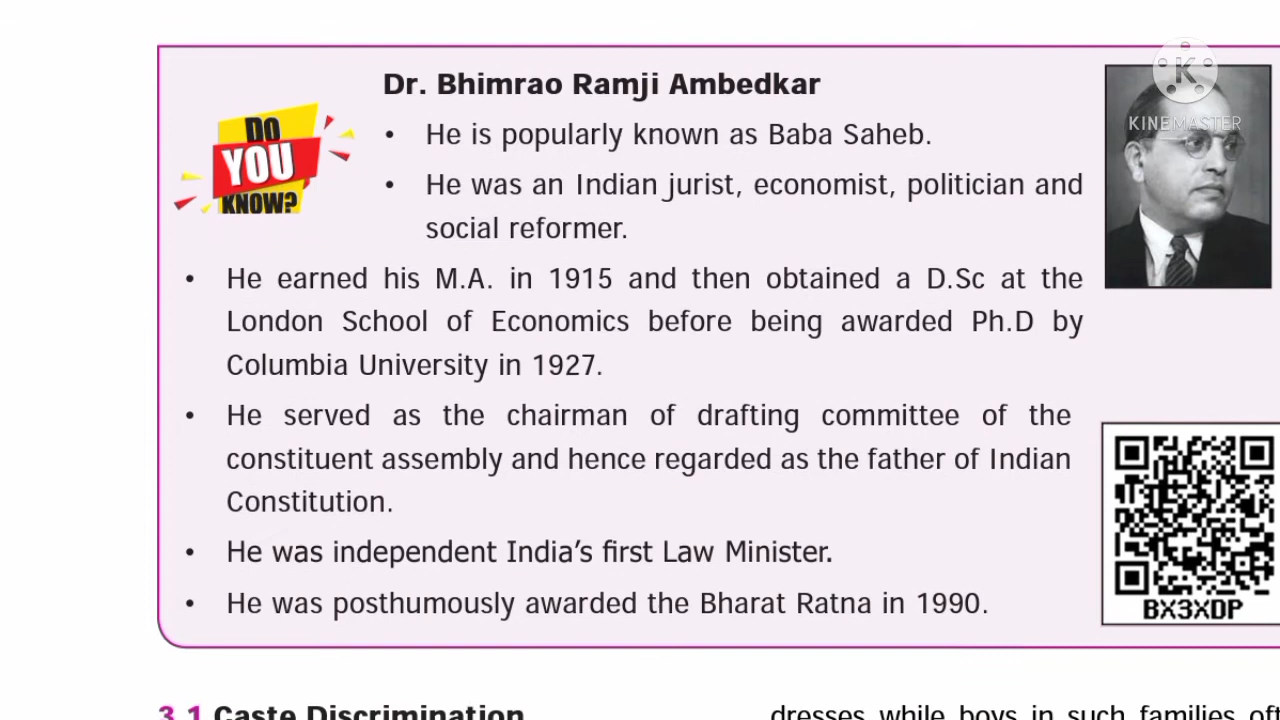 Dr. Bhimrao Ramji Ambedkar
DO
YOU
KNOW?
• He is popularly known as Baba Saheb.
• He was an Indian jurist, economist, politician and
social reformer.
• He earned his M.A. in 1915 and then obtained a D.Sc at the
London School of Economics before being awarded Ph.D by
Columbia University in 1927.
• He served as the chairman of drafting committee of the
constituent assembly and hence regarded as the father of Indian
Constitution.
• He was independent India's first Law Minister.
• He was posthumously awarded the Bharat Ratna in 1990.
K
KINEMASTER
BX3XDP
3.1 Caste Discrimination
dresses while boys in such families